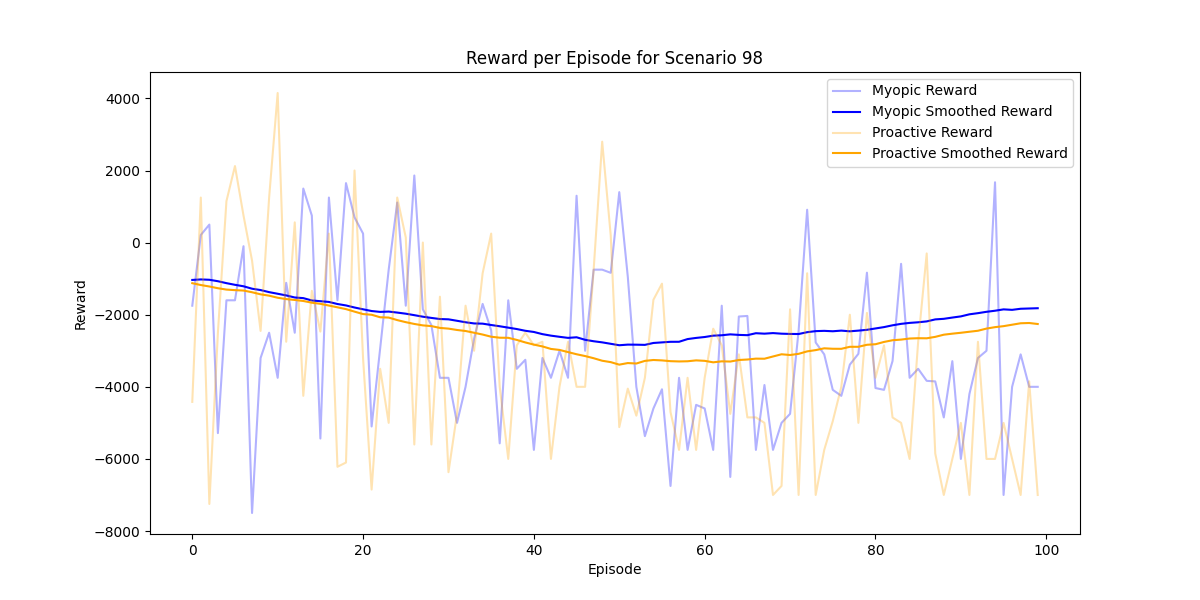 Reward per Episode for Scenario 98
Myopic Reward
Myopic Smoothed Reward
Proactive Reward
Proactive Smoothed Reward
Reward
4000
2000
0
−2000
−4000
−6000
−8000
0 20 40 60 80 100
Episode